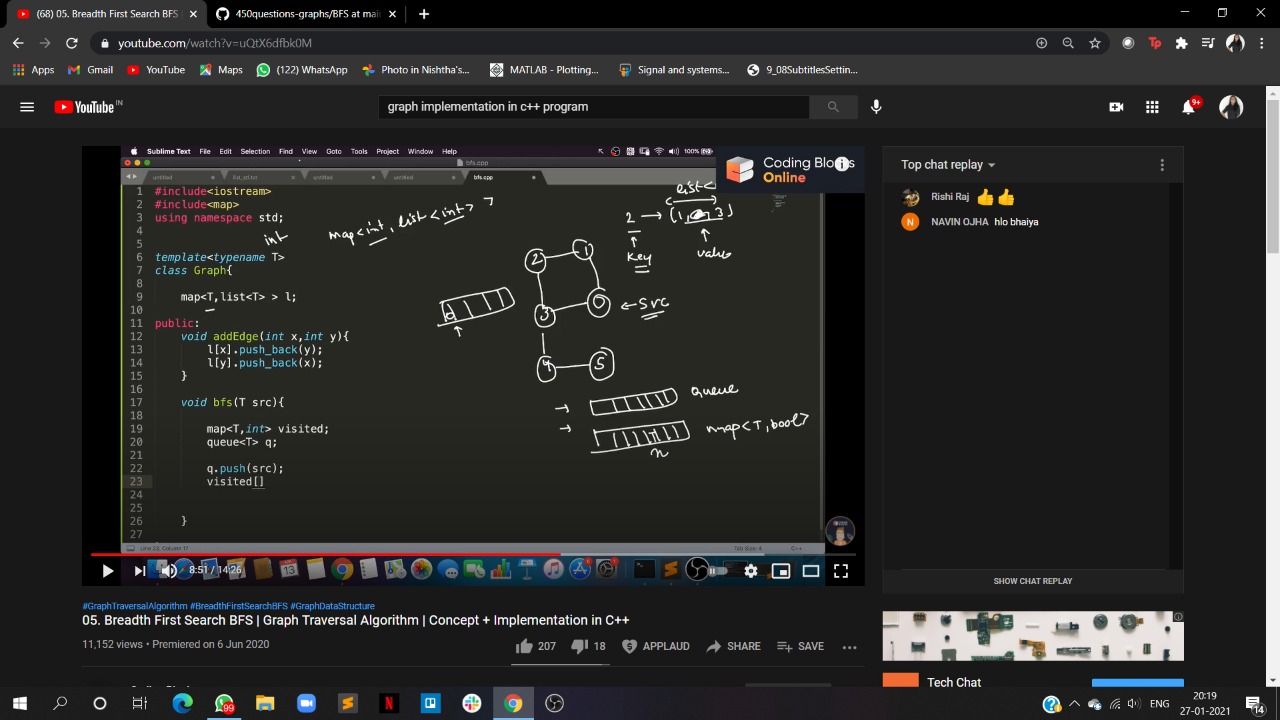 (68) 05. Breadth First Search BFS
450questions-graphs/BFS at mai
youtube.com/watch?v=uQtX6dfbk0M
Apps Gmail YouTube Maps (122) WhatsApp Photo in Nishtha's... MATLAB - Plotting... Signal and systems... 9_08SubtitlesSettin...
YouTube IN
graph implementation in c++ program
9+
Sublime Text File Edit Selection Find View Goto Tools Project Window Help 100%
bfs.cpp
untitled untitled untitled bfs.cpp
Coding Blocks
Online
1 #include<iostream>
2 #include<map>
3 using namespace std;
4
5
6 template<typename T>
7 class Graph{
8
9 map<T,list<T> > l;
10
11 public:
12 void addEdge(int x,int y){
13 l[x].push_back(y);
14 l[y].push_back(x);
15 }
16
17 void bfs(T src){
18
19 map<T,int> visited;
20 queue<T> q;
21
22 q.push(src);
23 visited[]
24
25
26 }
27
int
map<int, list<int> >
list<
2 → (1, 3)
key
values
2 1
3 0 ← src
4 5
queue
map<T,bool>
n
Line 23, Column 17
Tab Size: 4 C++
8:51 / 14:26
#GraphTraversalAlgorithm #BreadthFirstSearchBFS #GraphDataStructure
05. Breadth First Search BFS | Graph Traversal Algorithm | Concept + Implementation in C++
11,152 views • Premiered on 6 Jun 2020
207 18 APPLAUD SHARE SAVE
Top chat replay
Rishi Raj 👍👍
N NAVIN OJHA hlo bhaiya
SHOW CHAT REPLAY
Tech Chat
99
ENG
20:19
27-01-2021
14